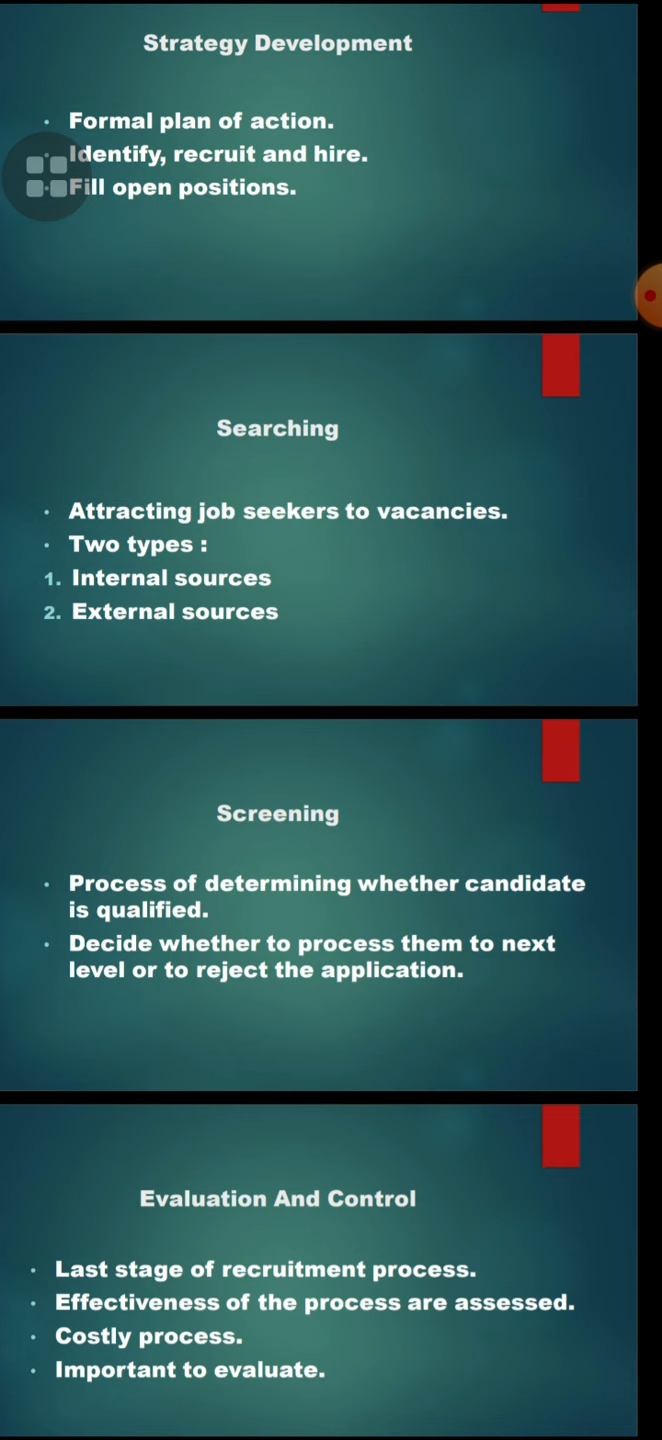 Strategy Development
• Formal plan of action.
• Identify, recruit and hire.
• Fill open positions.
Searching
• Attracting job seekers to vacancies.
• Two types :
1. Internal sources
2. External sources
Screening
• Process of determining whether candidate
is qualified.
• Decide whether to process them to next
level or to reject the application.
Evaluation And Control
• Last stage of recruitment process.
• Effectiveness of the process are assessed.
• Costly process.
• Important to evaluate.